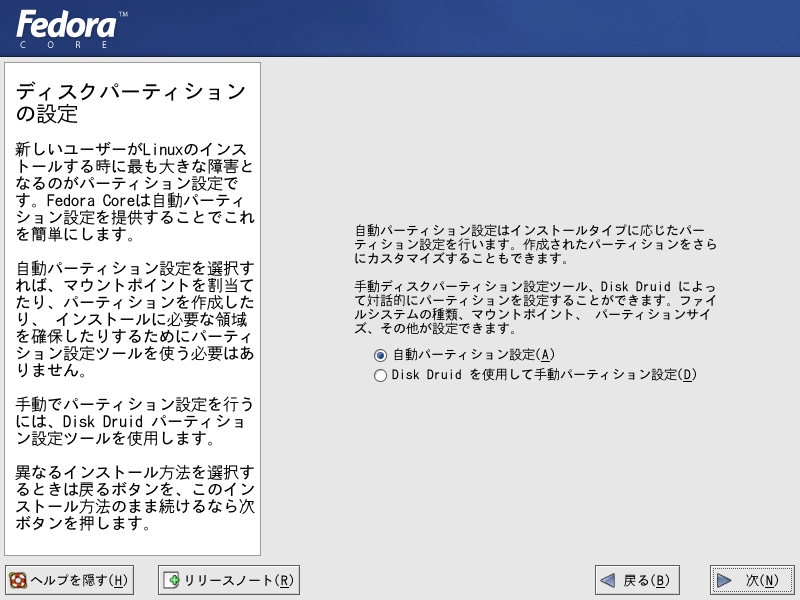 Fedora™
CORE
ディスクパーティション
の設定
新しいユーザーがLinuxのインス
トールする時に最も大きな障害と
なるのがパーティション設定で
す。Fedora Coreは自動パーティ
ション設定を提供することでこれ
を簡単にします。
自動パーティション設定を選択す
れば、マウントポイントを割当て
たり、パーティションを作成した
り、 インストールに必要な領域
を確保したりするためにパーティ
ション設定ツールを使う必要はあ
りません。
手動でパーティション設定を行う
には、Disk Druid パーティショ
ン設定ツールを使用します。
異なるインストール方法を選択す
るときは戻るボタンを、このイン
ストール方法のまま続けるなら次
ボタンを押します。
自動パーティション設定はインストールタイプに応じたパー
ティション設定を行います。作成されたパーティションをさら
にカスタマイズすることもできます。
手動ディスクパーティション設定ツール、Disk Druid によっ
て対話的にパーティションを設定することができます。ファイ
ルシステムの種類、マウントポイント、 パーティションサイ
ズ、その他が設定できます。
自動パーティション設定(A)
Disk Druid を使用して手動パーティション設定(D)
ヘルプを隠す(H)
リリースノート(R)
戻る(B)
次(N)